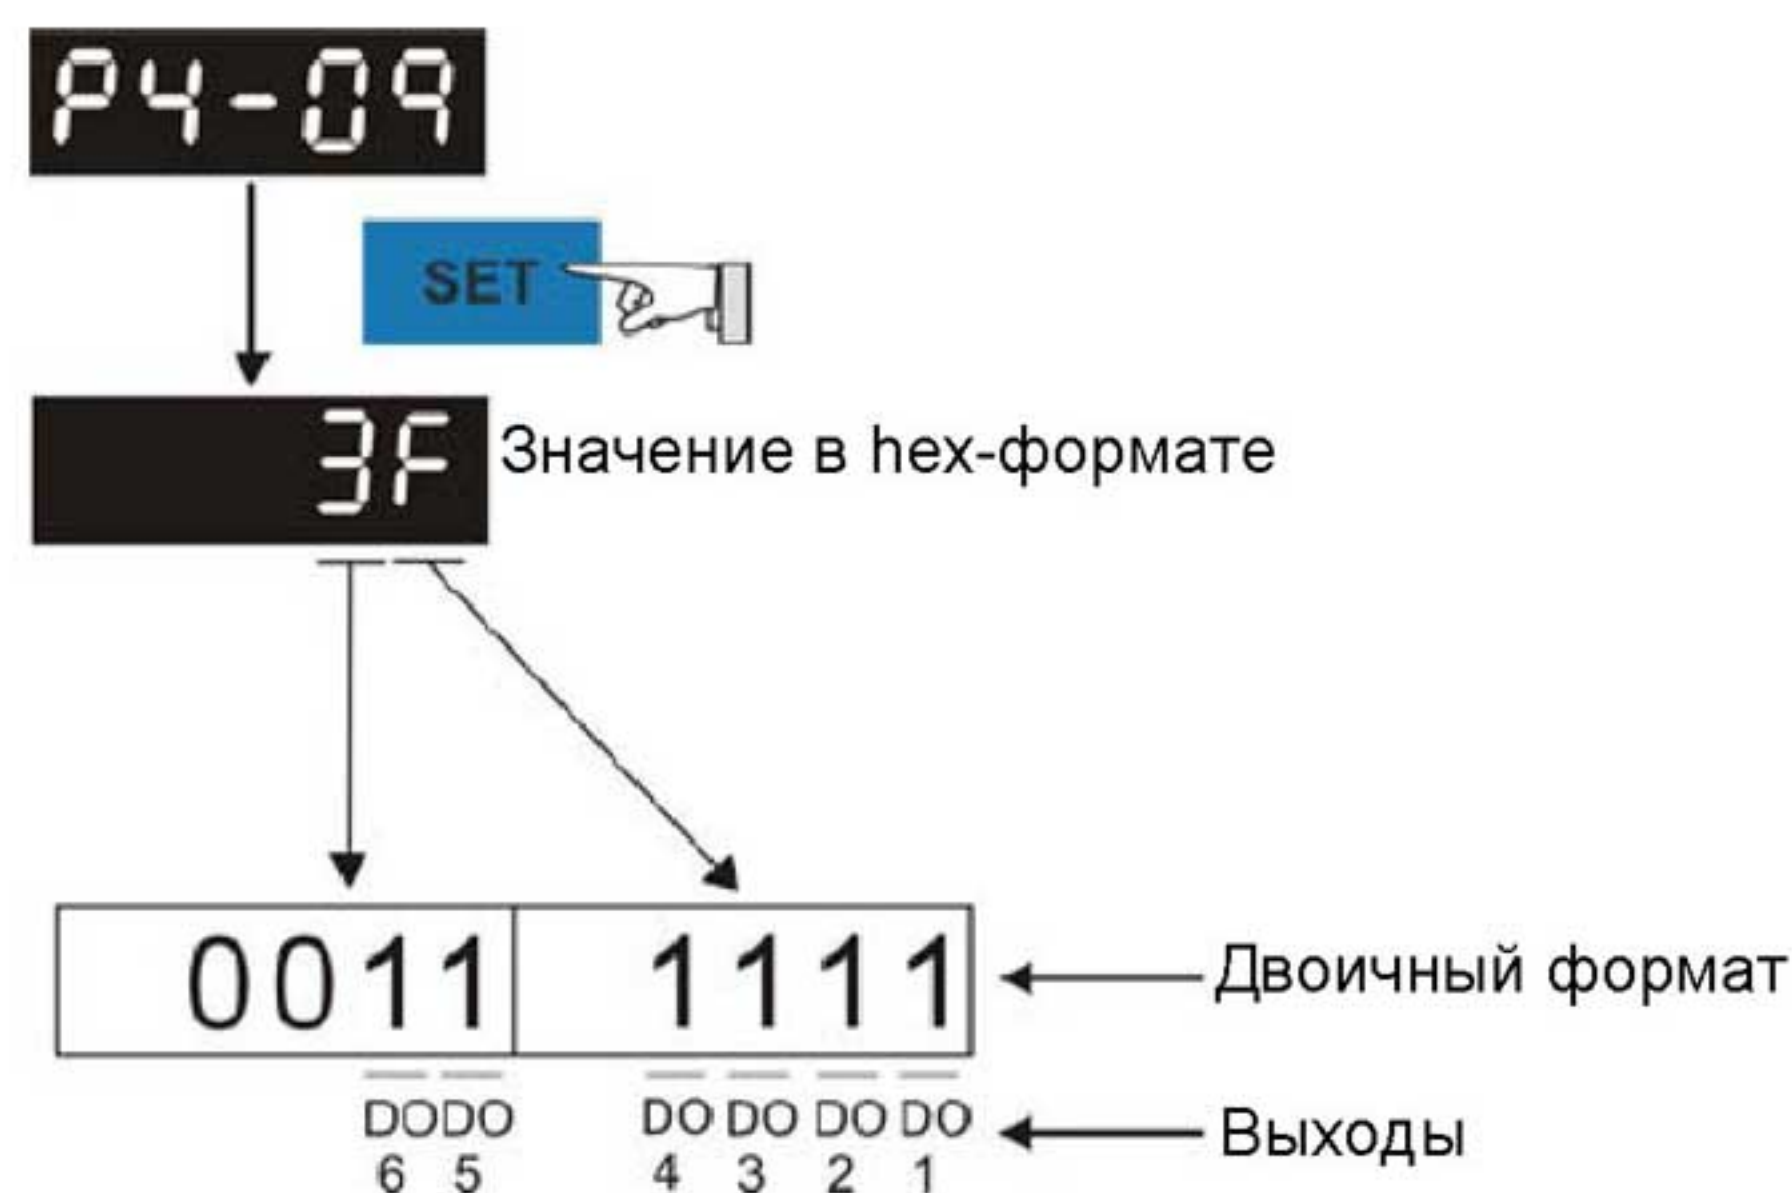 P4-09
SET
3F Значение в hex-формате
0011 1111 Двоичный формат
DO DO DO DO DO DO Выходы
6 5 4 3 2 1